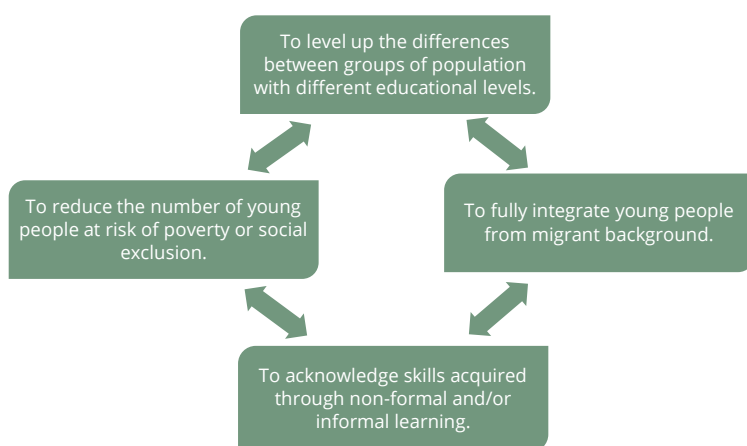 To level up the differences
between groups of population
with different educational levels.
To reduce the number of young
people at risk of poverty or social
exclusion.
To fully integrate young people
from migrant background.
To acknowledge skills acquired
through non-formal and/or
informal learning.